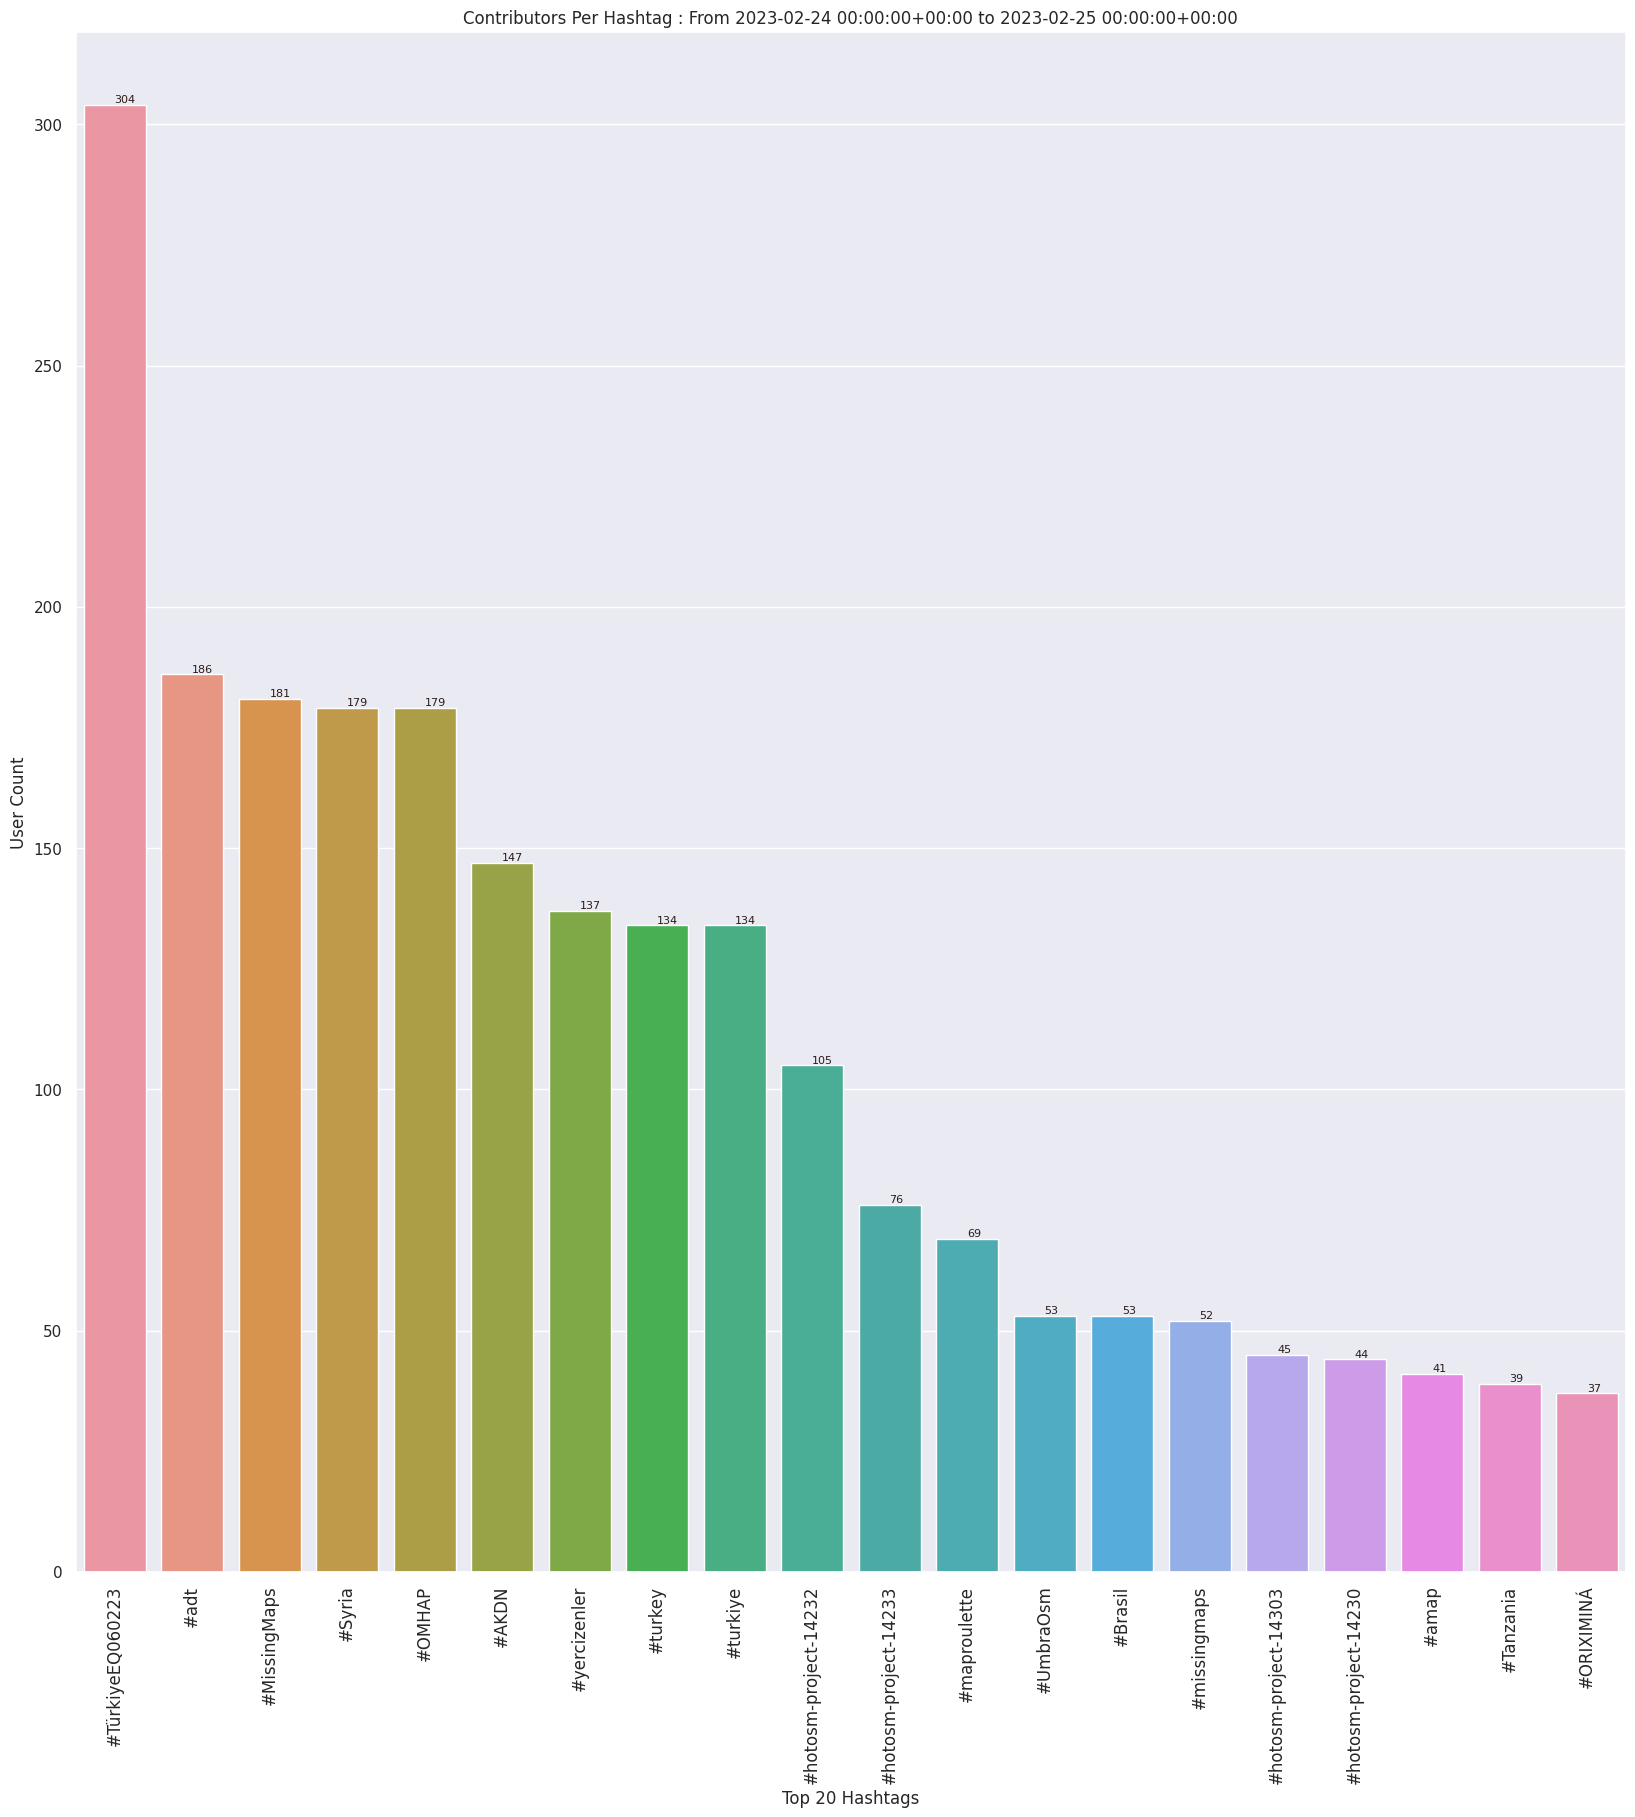 Contributors Per Hashtag : From 2023-02-24 00:00:00+00:00 to 2023-02-25 00:00:00+00:00
User Count
300
250
200
150
100
50
0
304
186
181
179
179
147
137
134
134
105
76
69
53
53
52
45
44
41
39
37
#TürkiyeEQ060223
#adt
#MissingMaps
#Syria
#OMHAP
#AKDN
#yercizenler
#turkey
#turkiye
#hotosm-project-14232
#hotosm-project-14233
#maproulette
#UmbraOsm
#Brasil
#missingmaps
#hotosm-project-14303
#hotosm-project-14230
#amap
#Tanzania
#ORIXIMINÁ
Top 20 Hashtags